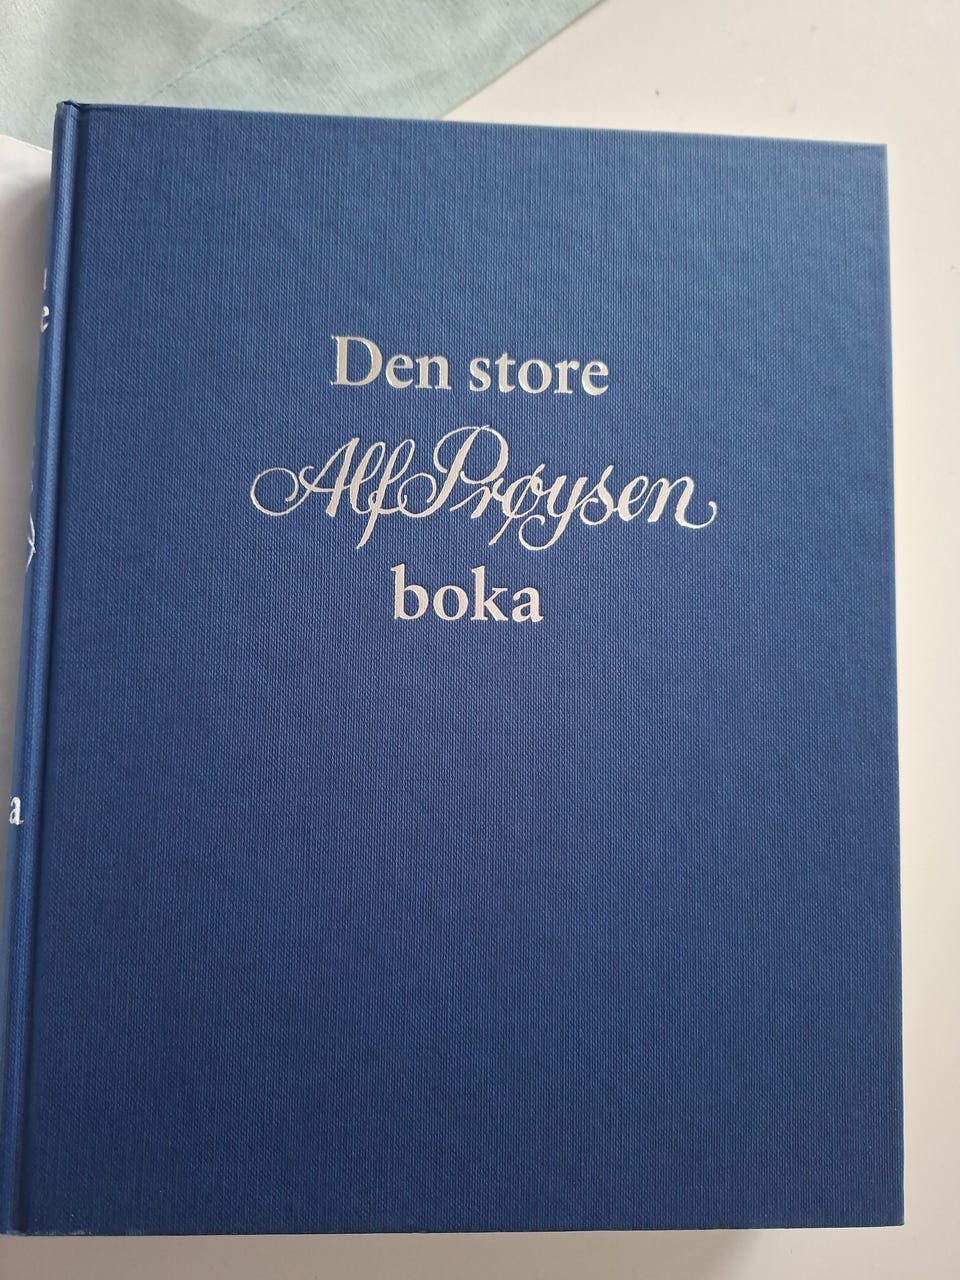 Den store
Alf Prøysen
boka